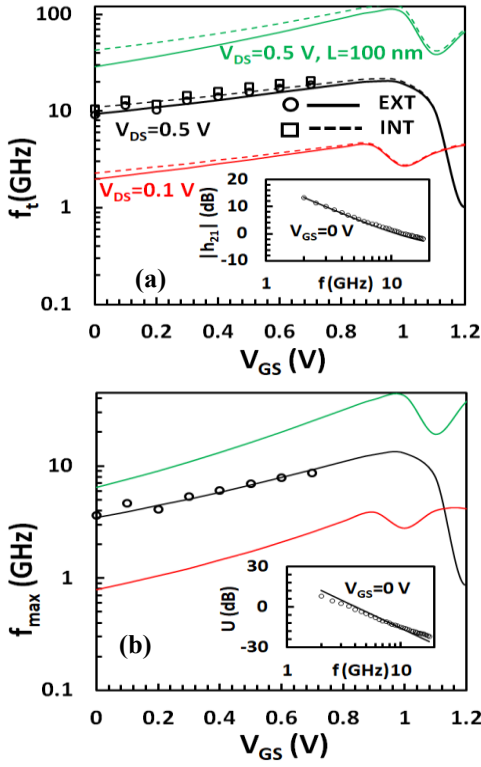 100
V_DS=0.5 V, L=100 nm
10
EXT
INT
V_DS=0.5 V
f_t(GHz)
V_DS=0.1 V
1
20
10
0
-10
|h_21| (dB)
V_GS=0 V
1 f(GHz) 10
(a)
0.1
0 0.2 0.4 0.6 0.8 1 1.2
V_GS (V)
10
f_max (GHz)
1
30
0
-30
U (dB)
V_GS=0 V
1 f(GHz) 10
(b)
0.1
0 0.2 0.4 0.6 0.8 1 1.2
V_GS (V)